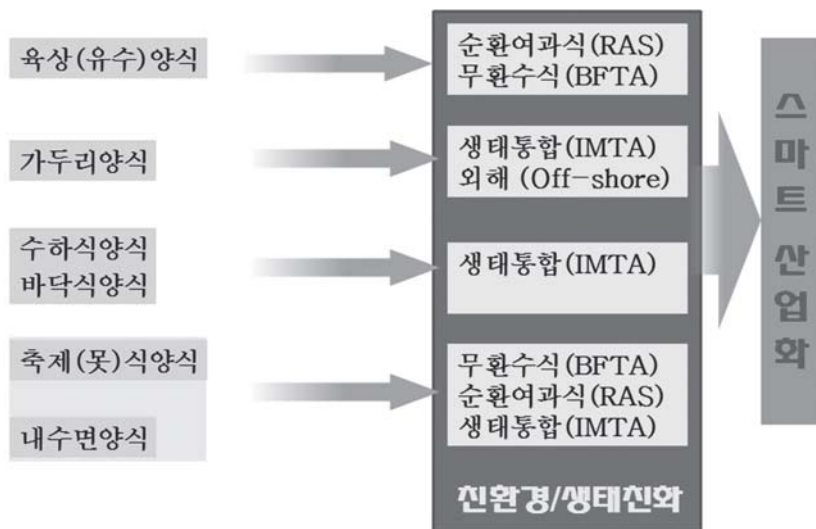 육상(유수)양식
순환여과식(RAS)
무환수식(BFTA)
가두리양식
생태통합(IMTA)
외해 (Off-shore)
수하식양식
바닥식양식
생태통합(IMTA)
축제(못)식양식
내수면양식
무환수식(BFTA)
순환여과식(RAS)
생태통합(IMTA)
친환경/생태친화
스마트 산업화